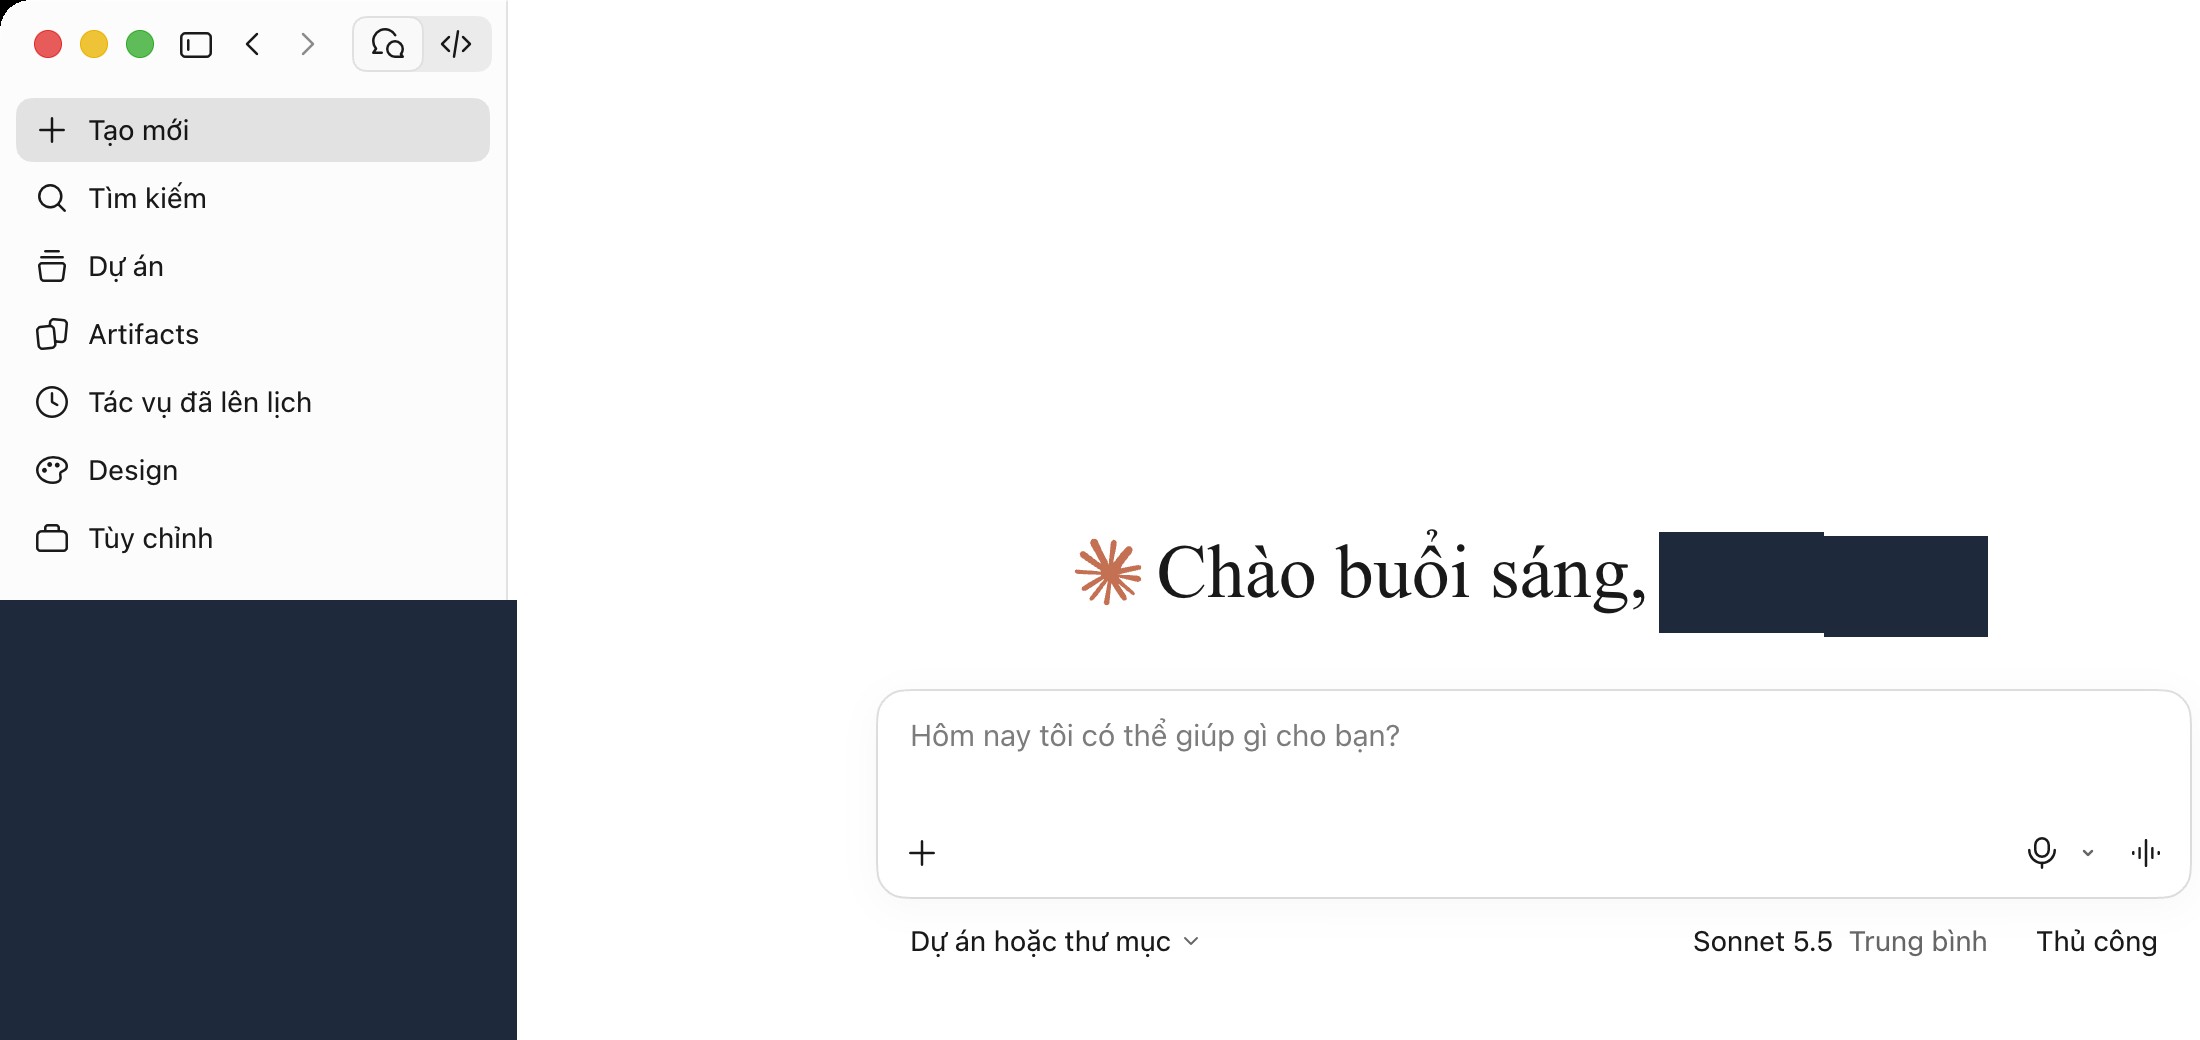 Tạo mới
Tìm kiếm
Dự án
Artifacts
Tác vụ đã lên lịch
Design
Tùy chỉnh
Chào buổi sáng,
Hôm nay tôi có thể giúp gì cho bạn?
Dự án hoặc thư mục
Sonnet 5.5 Trung bình Thủ công